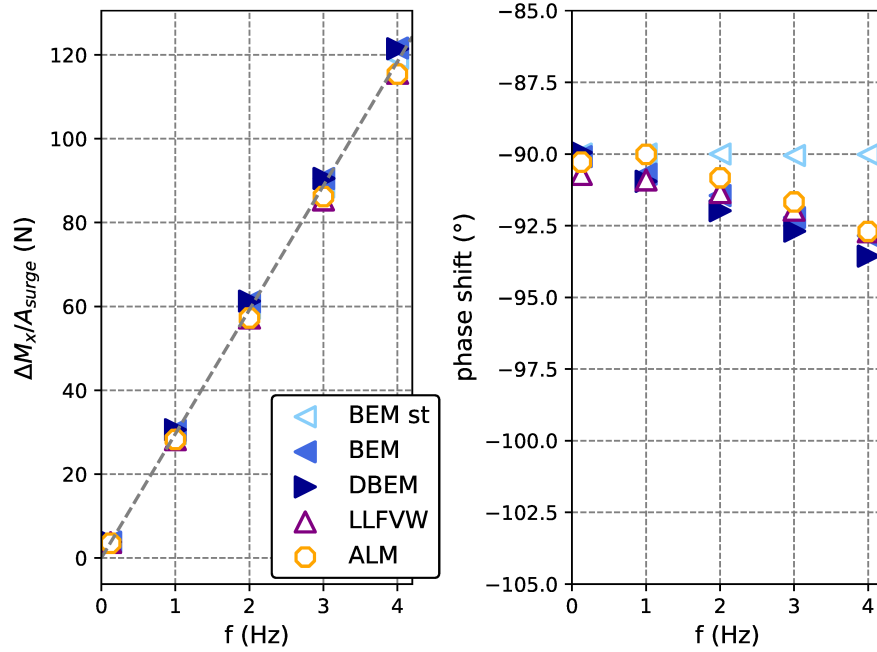 ΔM_x/A_surge (N)
120
100
80
60
40
20
0
0
1
2
3
4
f (Hz)
BEM st
BEM
DBEM
LLFVW
ALM
phase shift (°)
−85.0
−87.5
−90.0
−92.5
−95.0
−97.5
−100.0
−102.5
−105.0
0
1
2
3
4
f (Hz)